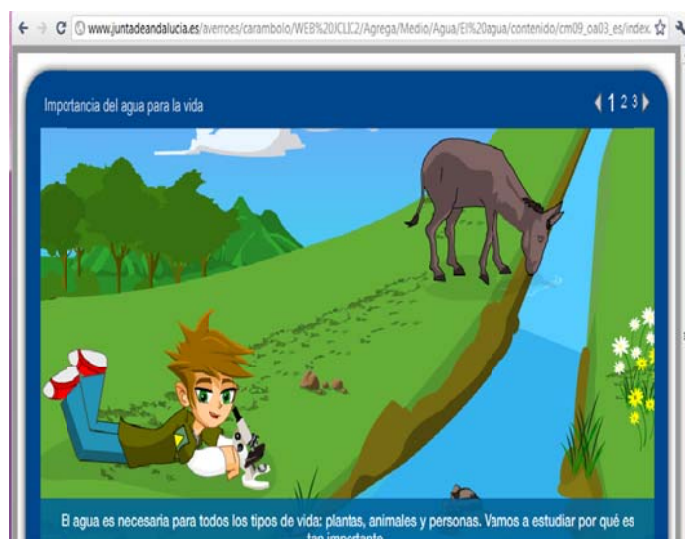 www.juntadeandalucia.es/averroes/carambolo/WEB%20JCLIC2/Agrega/Medio/Agua/El%20agua/contenido/cm09_oa03_es/index.
Importancia del agua para la vida
1 2 3
El agua es necesaria para todos los tipos de vida: plantas, animales y personas. Vamos a estudiar por qué es
tan importante